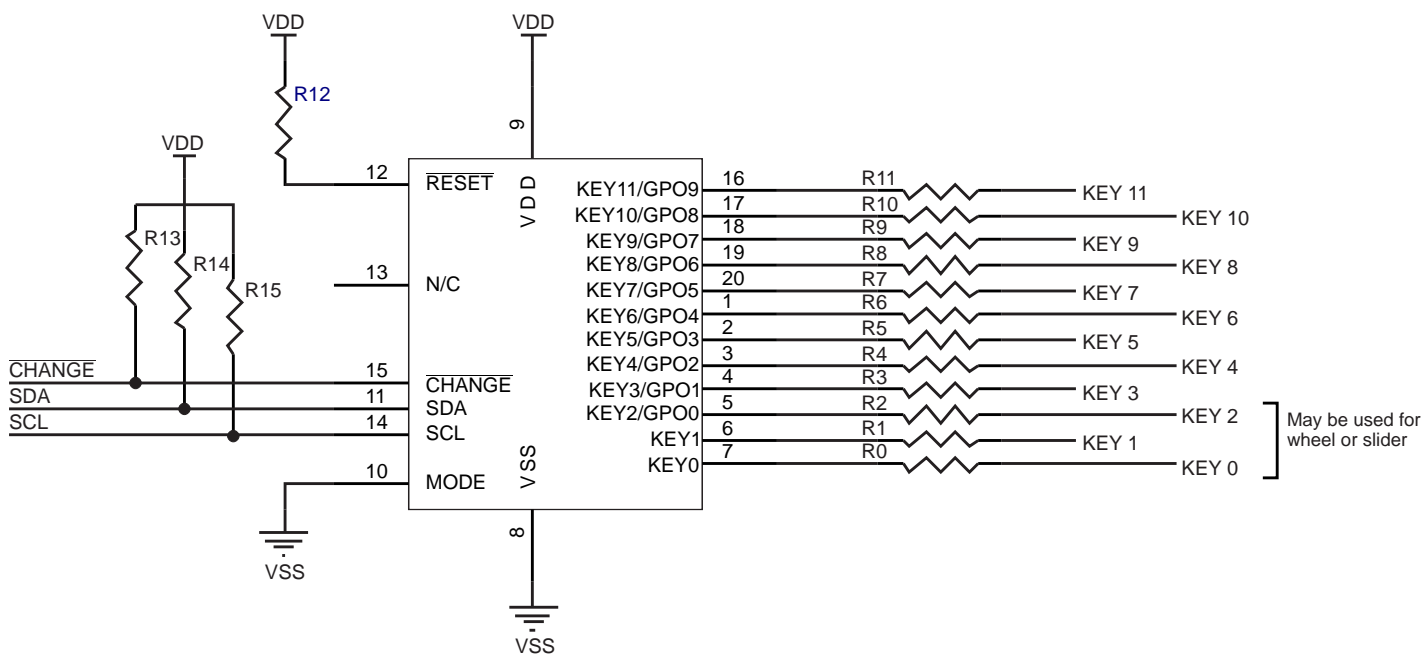 VDD
VDD
R12
VDD
9
12
RESET
VDD
R13
R14
R15
13
N/C
CHANGE
15
CHANGE
SDA
11
SDA
SCL
14
SCL
10
MODE
VSS
VSS
8
VSS
KEY11/GPO9
16
R11
KEY 11
KEY10/GPO8
17
R10
KEY 10
KEY9/GPO7
18
R9
KEY 9
KEY8/GPO6
19
R8
KEY 8
KEY7/GPO5
20
R7
KEY 7
KEY6/GPO4
1
R6
KEY 6
KEY5/GPO3
2
R5
KEY 5
KEY4/GPO2
3
R4
KEY 4
KEY3/GPO1
4
R3
KEY 3
KEY2/GPO0
5
R2
KEY 2
KEY1
6
R1
KEY 1
KEY0
7
R0
KEY 0
May be used for
wheel or slider